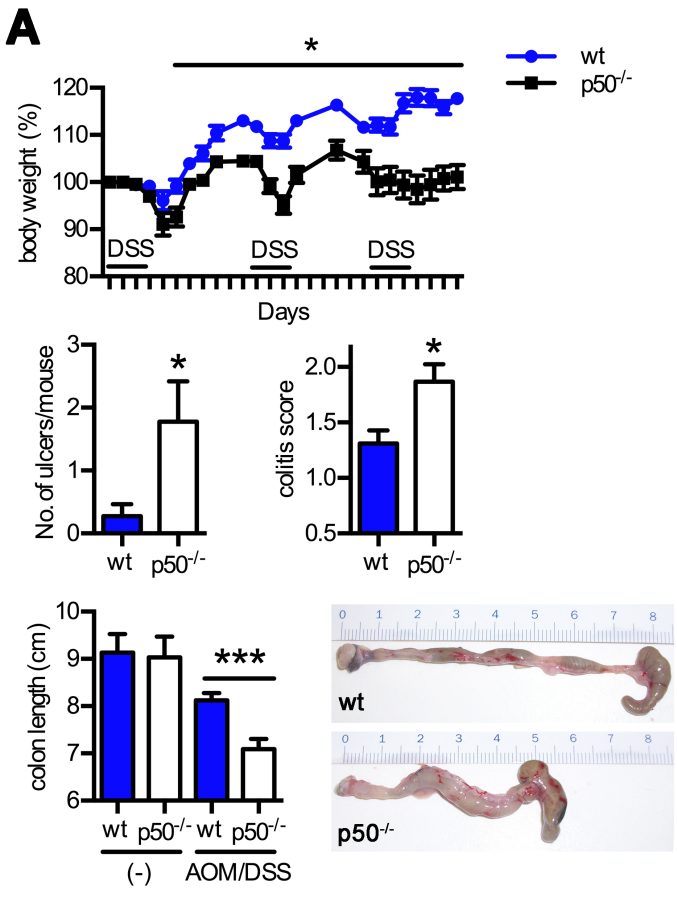 A
*
wt
p50-/-
body weight (%)
120
110
100
90
80
DSS DSS DSS
Days
No. of ulcers/mouse
3
2
1
0
*
wt p50-/-
colitis score
2.0
1.5
1.0
0.5
*
wt p50-/-
colon length (cm)
10
9
8
7
6
***
wt p50-/- wt p50-/-
(-) AOM/DSS
0 1 2 3 4 5 6 7 8
wt
0 1 2 3 4 5 6 7 8
p50-/-